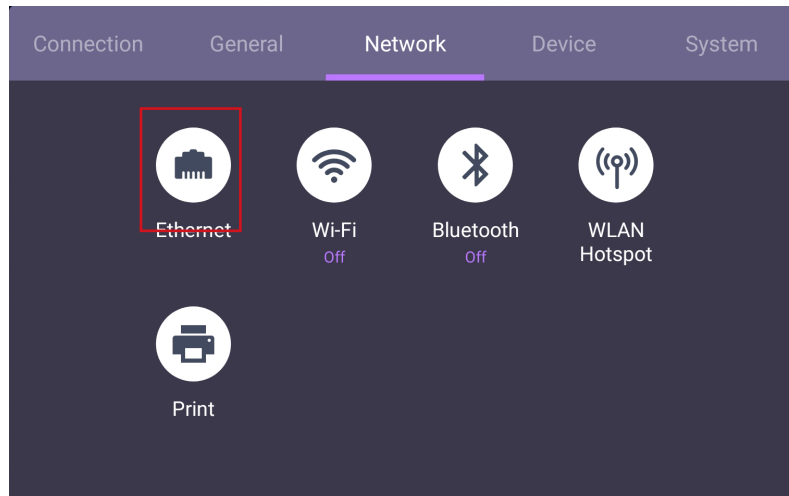 Connection General Network Device System
Ethernet Wi-Fi Bluetooth WLAN
Hotspot
Off Off
Print